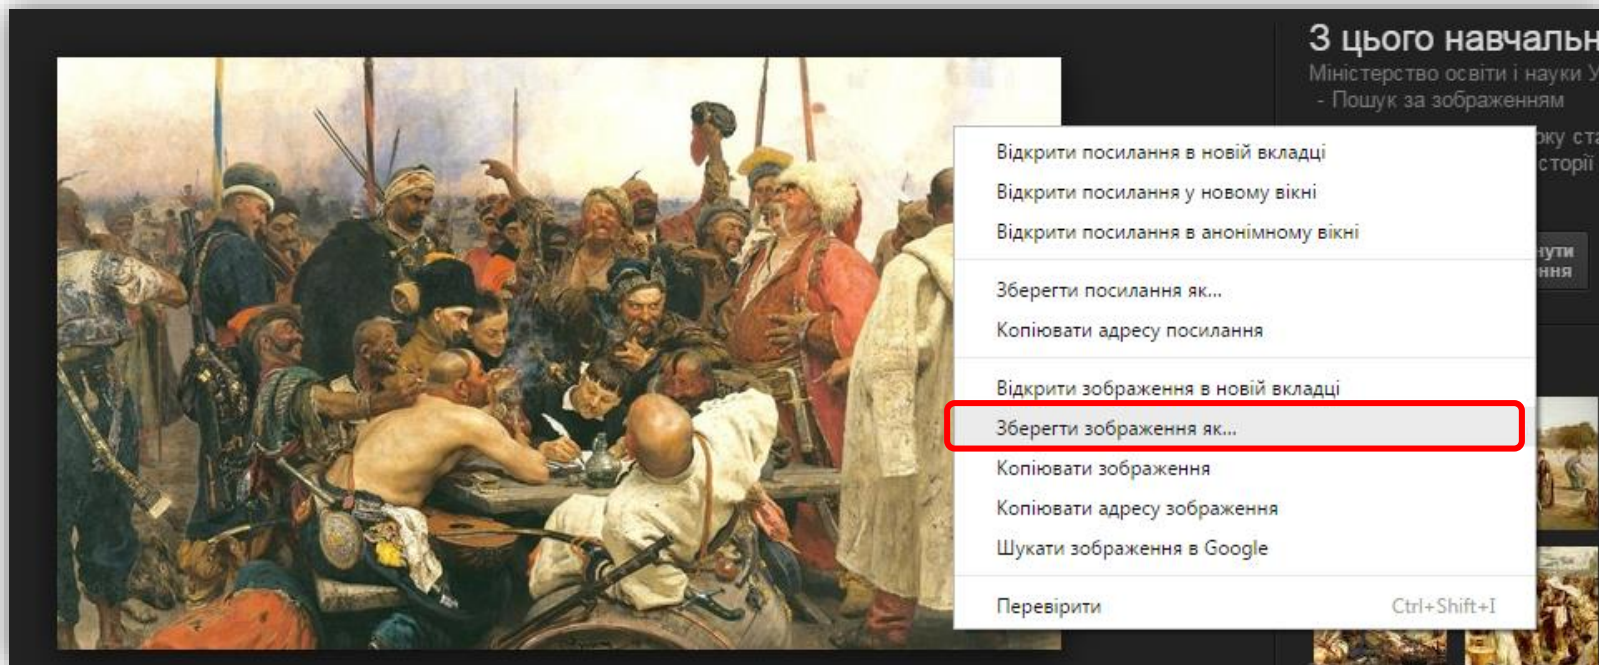 З цього навчальн
Міністерство освіти і науки У
- Пошук за зображенням
Відкрити посилання в новій вкладці
Відкрити посилання у новому вікні
Відкрити посилання в анонімному вікні
Зберегти посилання як...
Копіювати адресу посилання
Відкрити зображення в новій вкладці
Зберегти зображення як...
Копіювати зображення
Копіювати адресу зображення
Шукати зображення в Google
Перевірити Ctrl+Shift+I